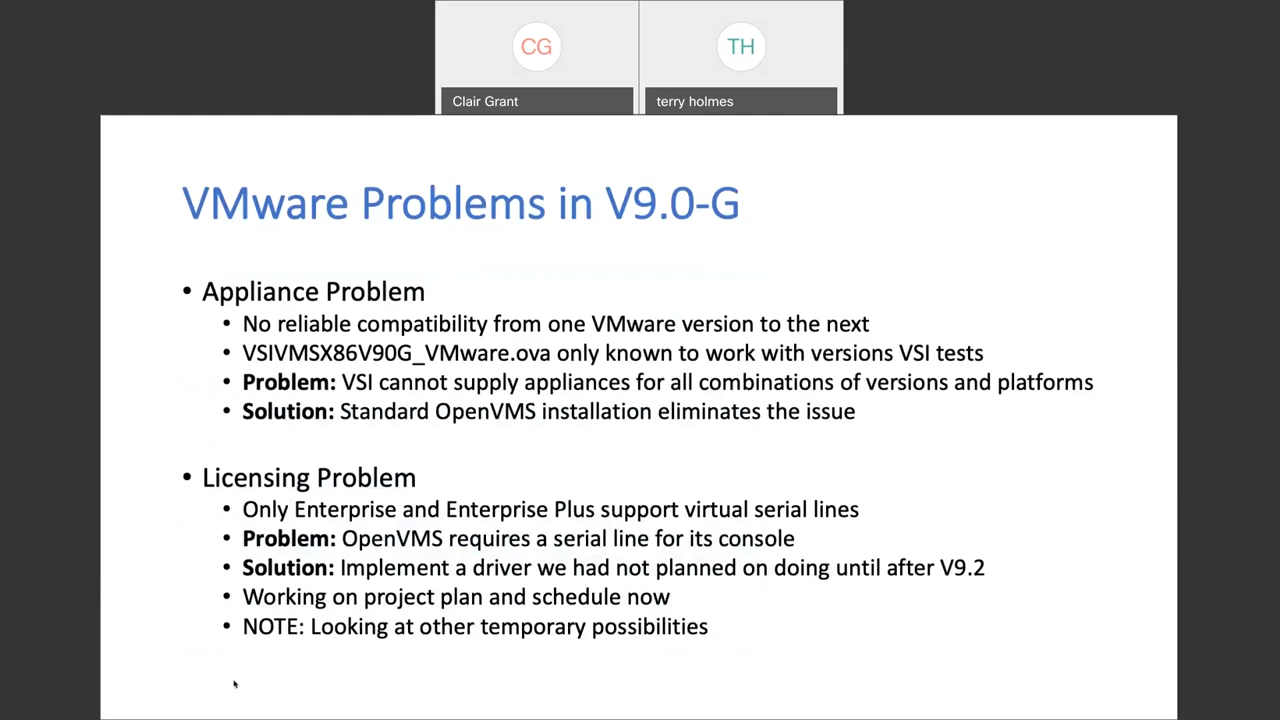 CG
TH
Clair Grant
terry holmes
VMware Problems in V9.0-G
• Appliance Problem
• No reliable compatibility from one VMware version to the next
• VSIVMSX86V90G_VMware.ova only known to work with versions VSI tests
• Problem: VSI cannot supply appliances for all combinations of versions and platforms
• Solution: Standard OpenVMS installation eliminates the issue
• Licensing Problem
• Only Enterprise and Enterprise Plus support virtual serial lines
• Problem: OpenVMS requires a serial line for its console
• Solution: Implement a driver we had not planned on doing until after V9.2
• Working on project plan and schedule now
• NOTE: Looking at other temporary possibilities